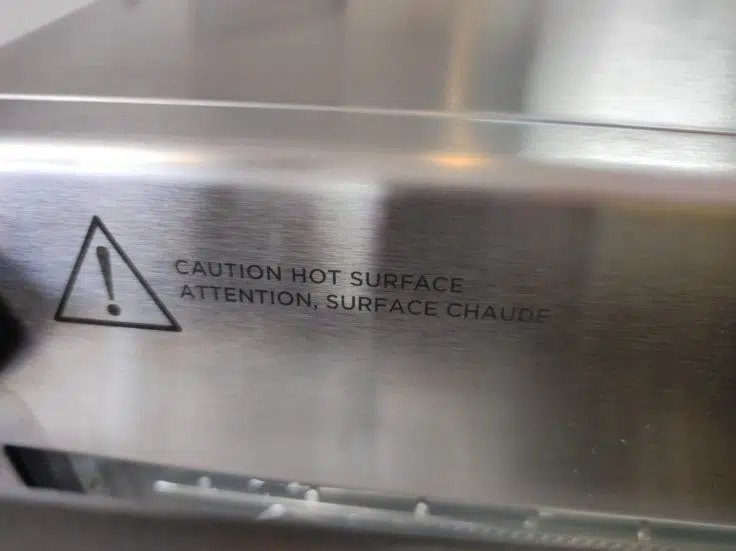 CAUTION HOT SURFACE
ATTENTION, SURFACE CHAUDE